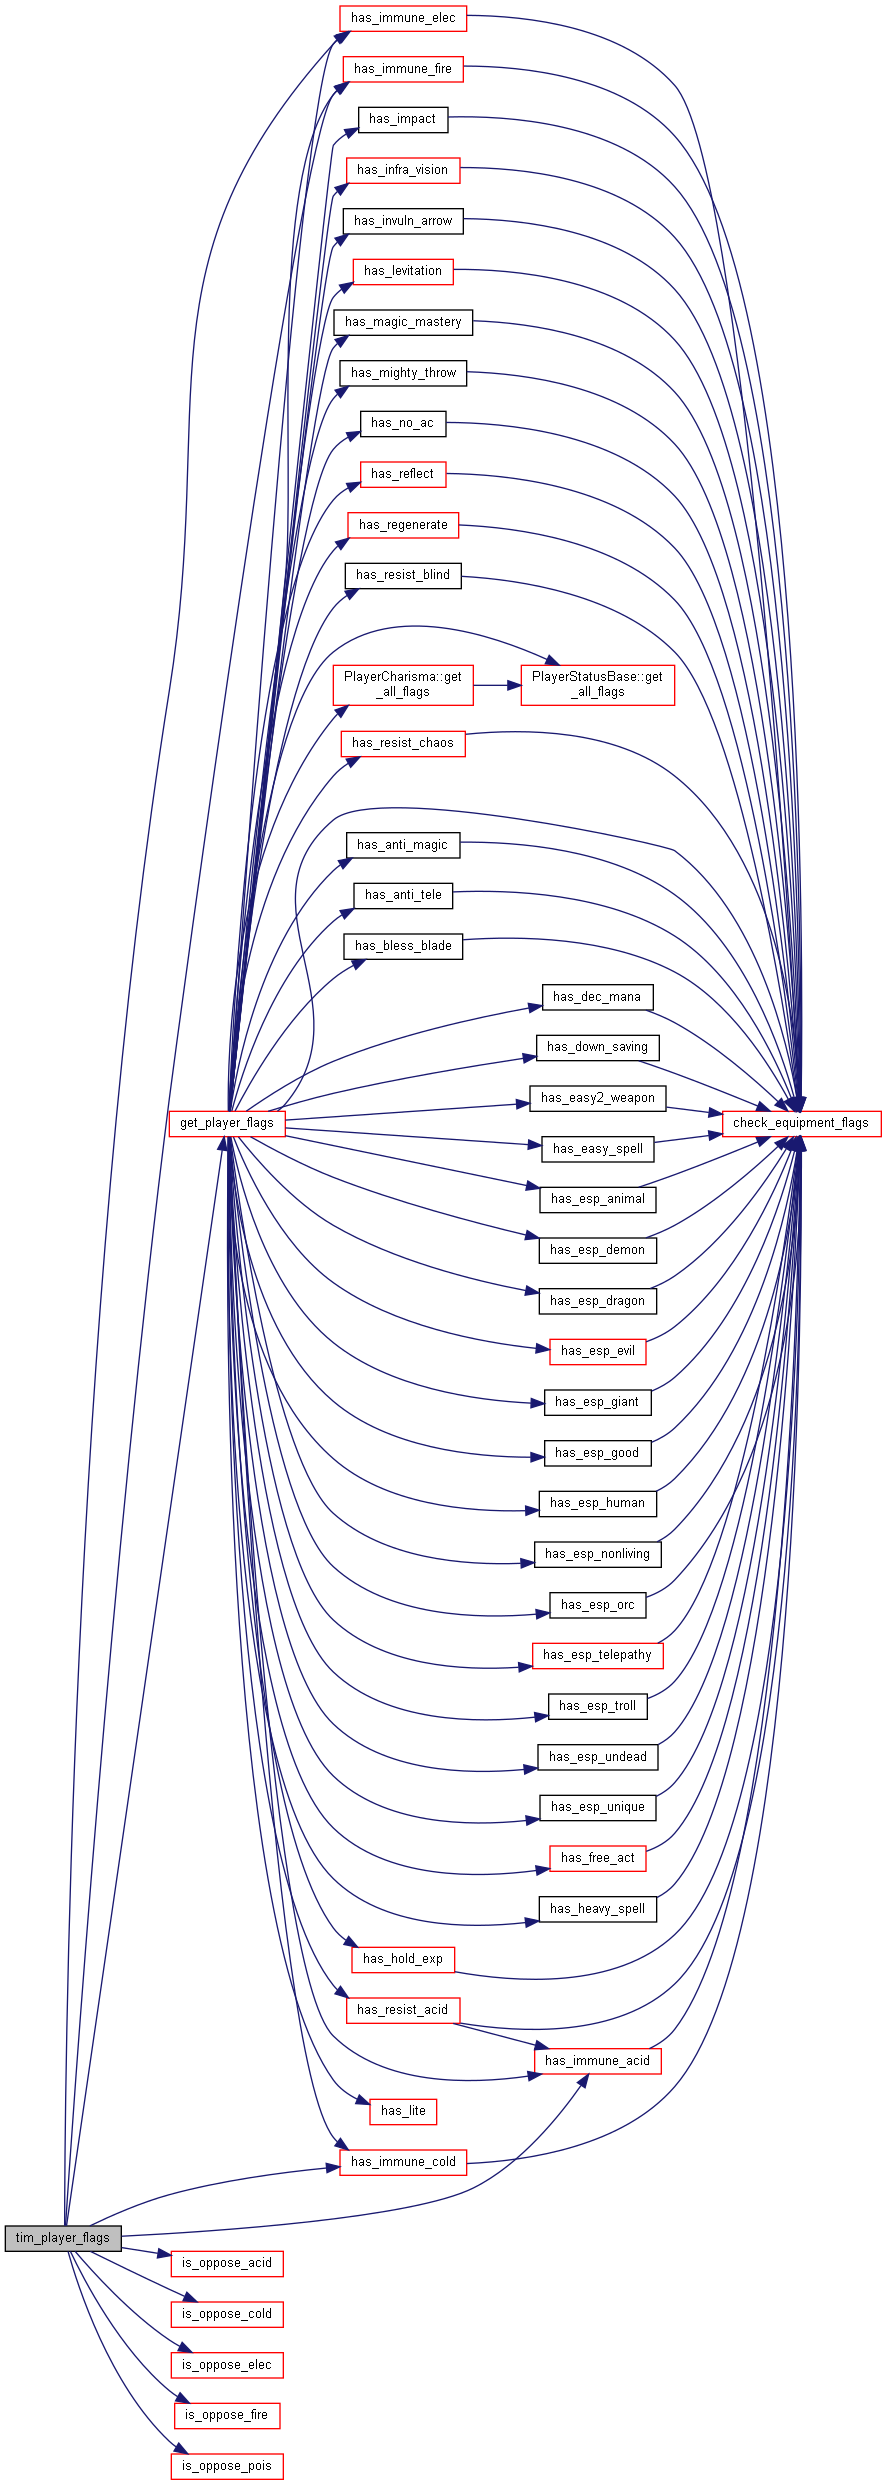 has_immune_elec
has_immune_fire
has_impact
has_infra_vision
has_invuln_arrow
has_levitation
has_magic_mastery
has_mighty_throw
has_no_ac
has_reflect
has_regenerate
has_resist_blind
PlayerCharisma::get
_all_flags
PlayerStatusBase::get
_all_flags
has_resist_chaos
has_anti_magic
has_anti_tele
has_bless_blade
has_dec_mana
has_down_saving
has_easy2_weapon
get_player_flags
check_equipment_flags
has_easy_spell
has_esp_animal
has_esp_demon
has_esp_dragon
has_esp_evil
has_esp_giant
has_esp_good
has_esp_human
has_esp_nonliving
has_esp_orc
has_esp_telepathy
has_esp_troll
has_esp_undead
has_esp_unique
has_free_act
has_heavy_spell
has_hold_exp
has_resist_acid
has_immune_acid
has_lite
has_immune_cold
tim_player_flags
is_oppose_acid
is_oppose_cold
is_oppose_elec
is_oppose_fire
is_oppose_pois